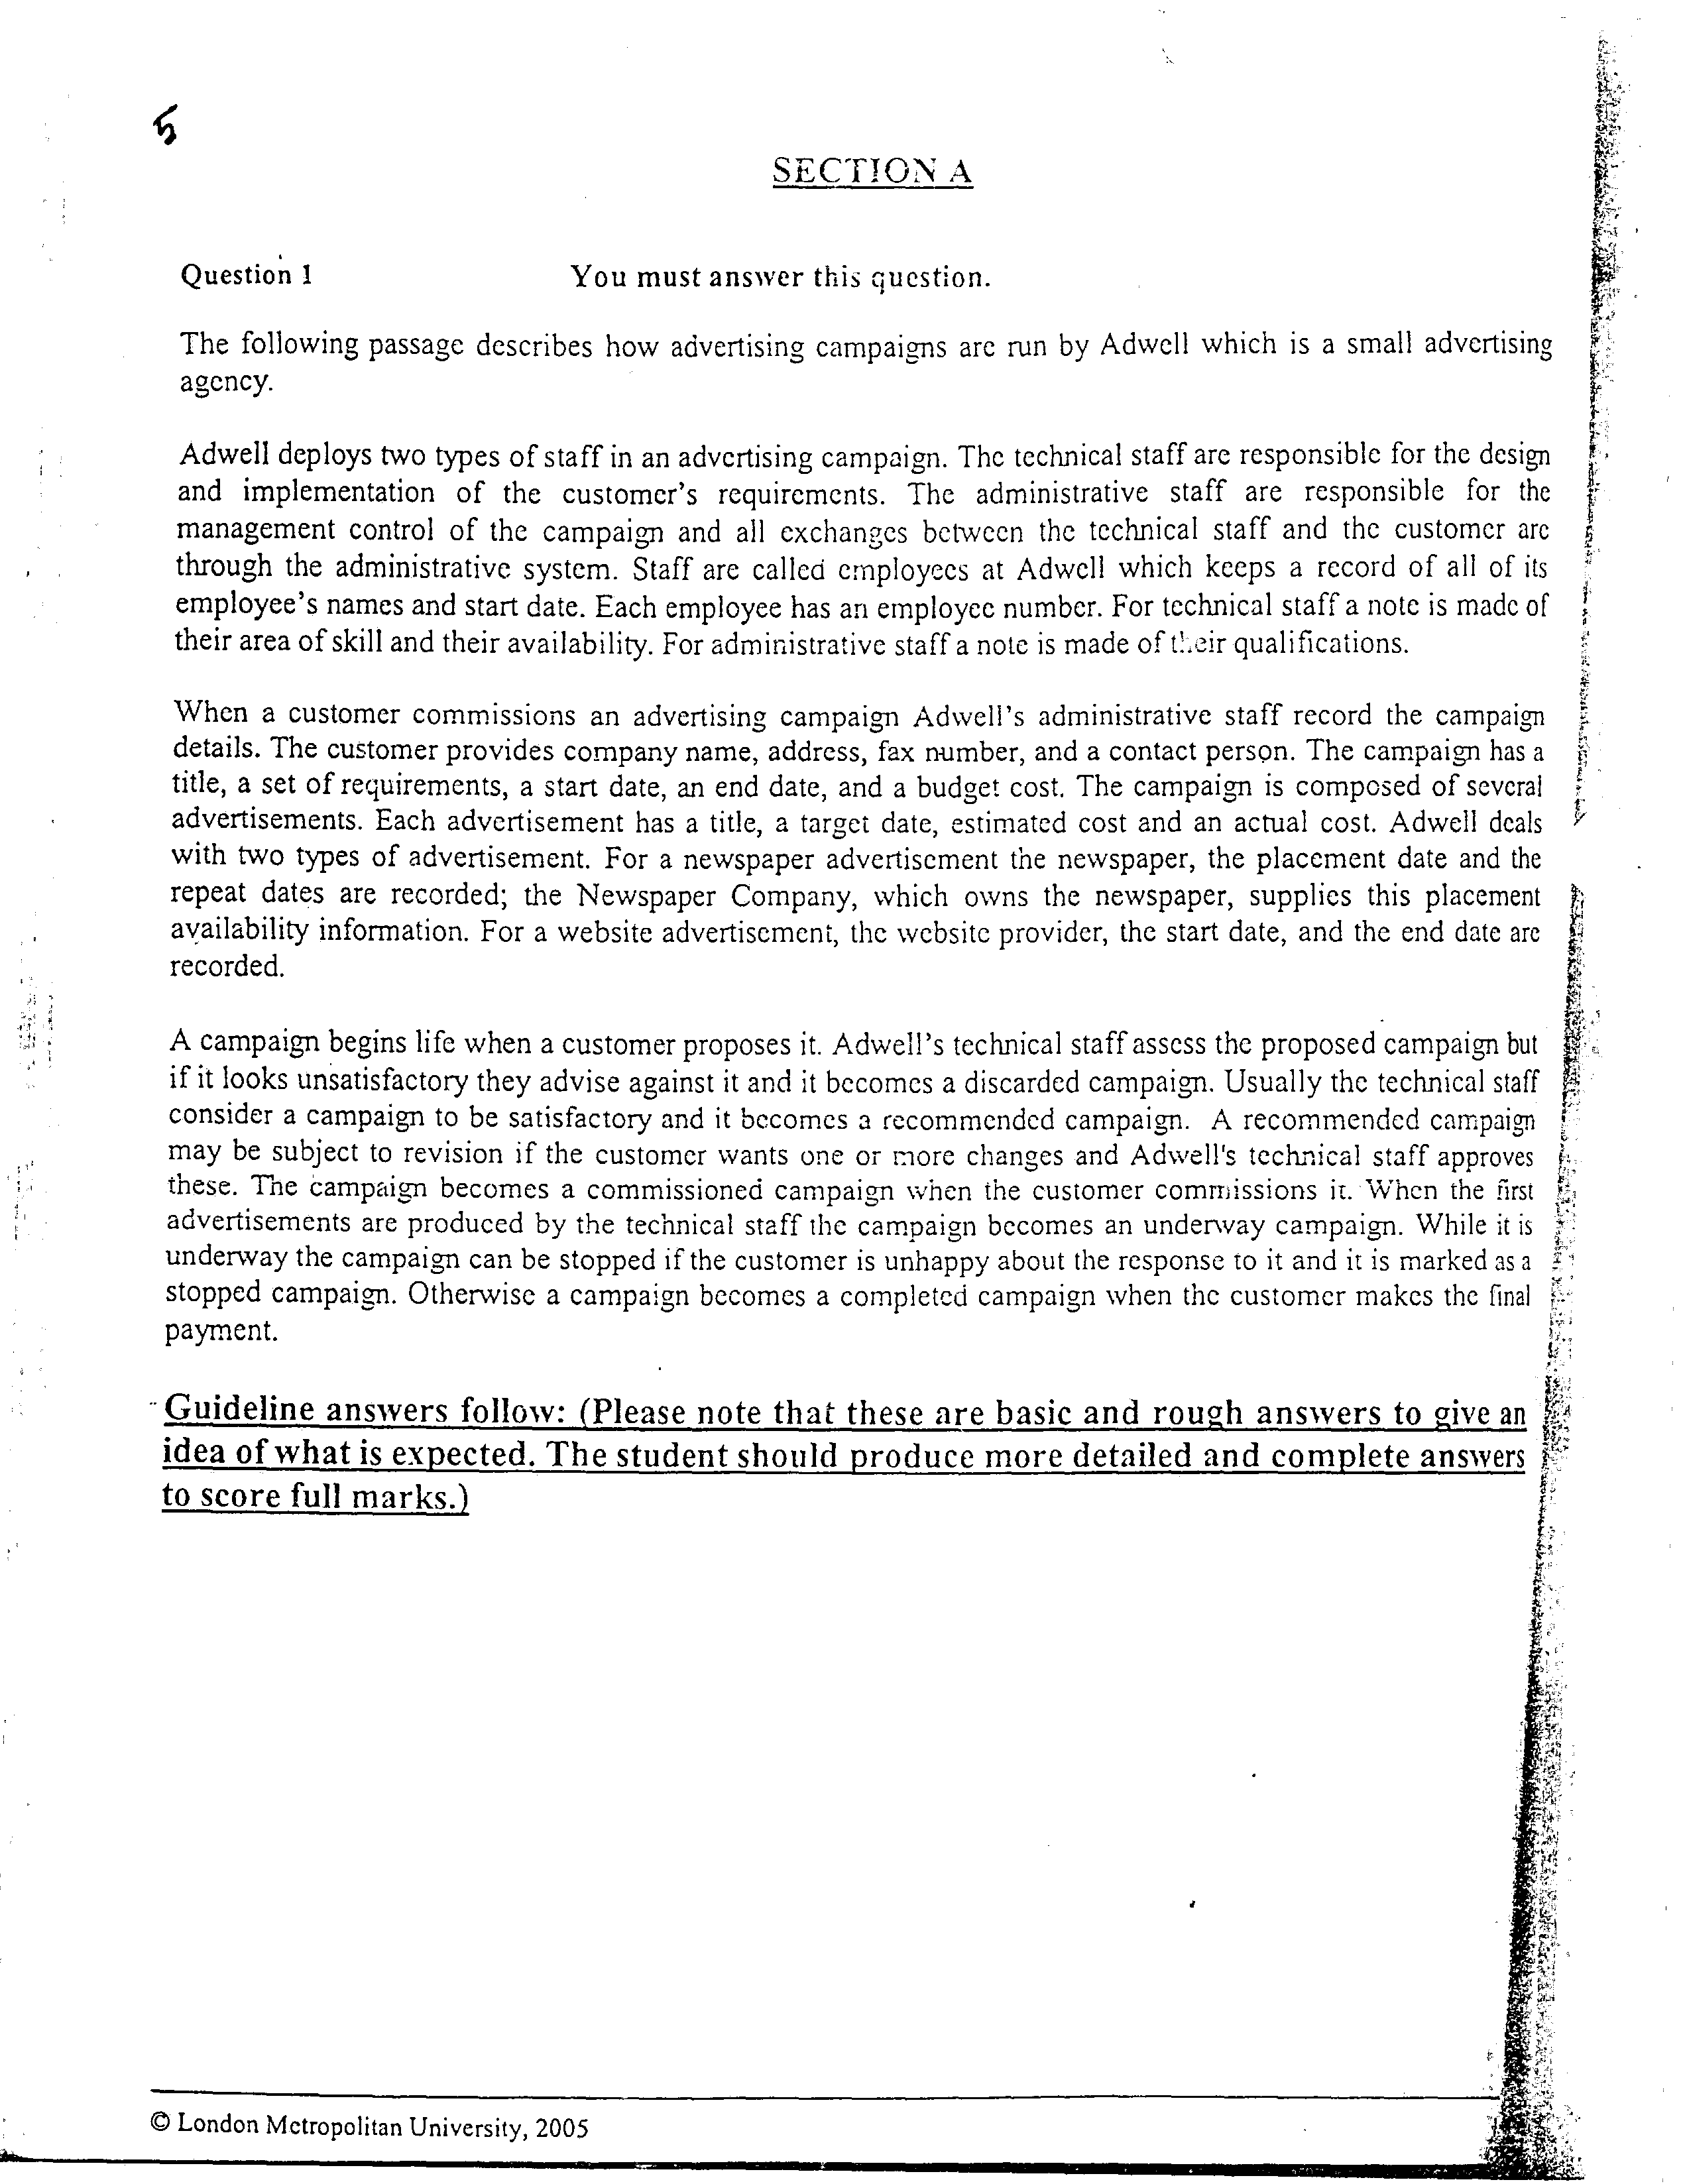 5
SECTION A
Question 1 You must answer this question.
The following passage describes how advertising campaigns are run by Adwell which is a small advertising
agency.
Adwell deploys two types of staff in an advertising campaign. The technical staff are responsible for the design
and implementation of the customer's requirements. The administrative staff are responsible for the
management control of the campaign and all exchanges between the technical staff and the customer are
through the administrative system. Staff are called employees at Adwell which keeps a record of all of its
employee's names and start date. Each employee has an employee number. For technical staff a note is made of
their area of skill and their availability. For administrative staff a note is made of their qualifications.
When a customer commissions an advertising campaign Adwell's administrative staff record the campaign
details. The customer provides company name, address, fax number, and a contact person. The campaign has a
title, a set of requirements, a start date, an end date, and a budget cost. The campaign is composed of several
advertisements. Each advertisement has a title, a target date, estimated cost and an actual cost. Adwell deals
with two types of advertisement. For a newspaper advertisement the newspaper, the placement date and the
repeat dates are recorded; the Newspaper Company, which owns the newspaper, supplies this placement
availability information. For a website advertisement, the website provider, the start date, and the end date are
recorded.
A campaign begins life when a customer proposes it. Adwell's technical staff assess the proposed campaign but
if it looks unsatisfactory they advise against it and it becomes a discarded campaign. Usually the technical staff
consider a campaign to be satisfactory and it becomes a recommended campaign. A recommended campaign
may be subject to revision if the customer wants one or more changes and Adwell's technical staff approves
these. The campaign becomes a commissioned campaign when the customer commissions it. When the first
advertisements are produced by the technical staff the campaign becomes an underway campaign. While it is
underway the campaign can be stopped if the customer is unhappy about the response to it and it is marked as a
stopped campaign. Otherwise a campaign becomes a completed campaign when the customer makes the final
payment.
Guideline answers follow: (Please note that these are basic and rough answers to give an
idea of what is expected. The student should produce more detailed and complete answers
to score full marks.)
© London Metropolitan University, 2005